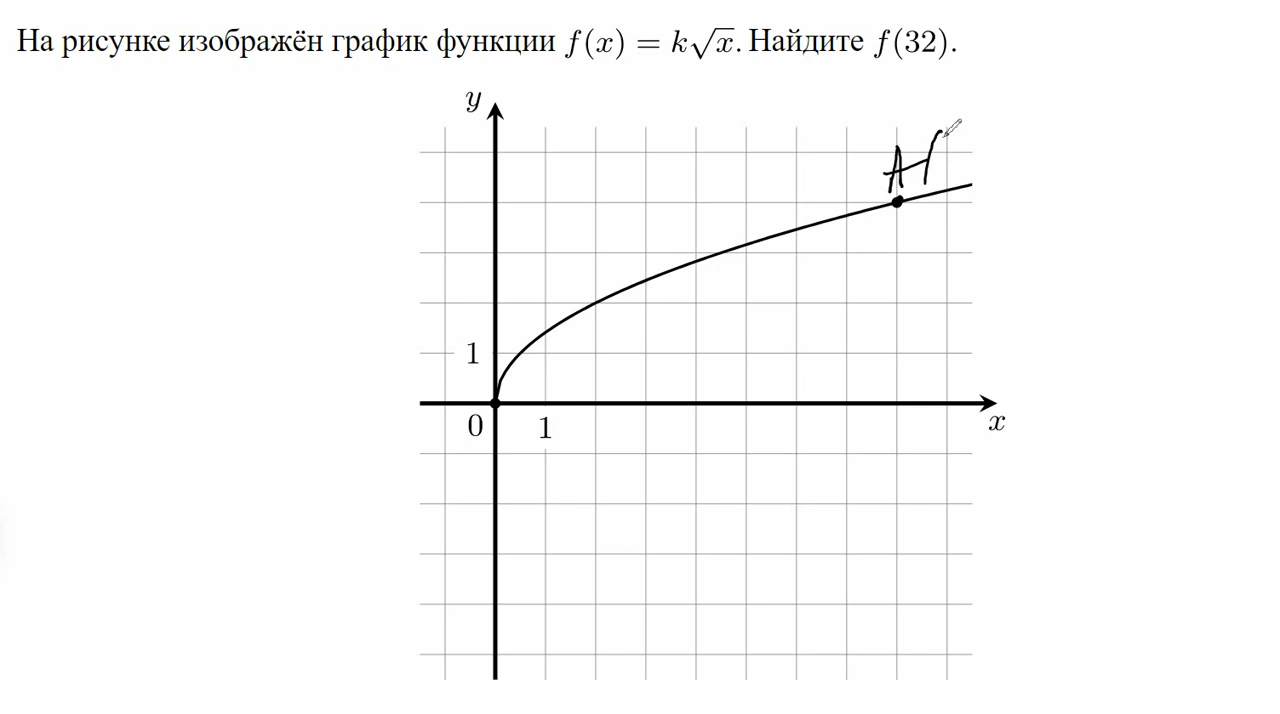 На рисунке изображён график функции f(x) = k√x. Найдите f(32).
y
A
1
0
1
x